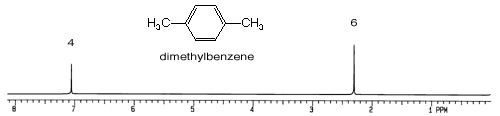 H₃C CH₃
6
4
dimethylbenzene
8 7 6 5 4 3 2 1 PPM